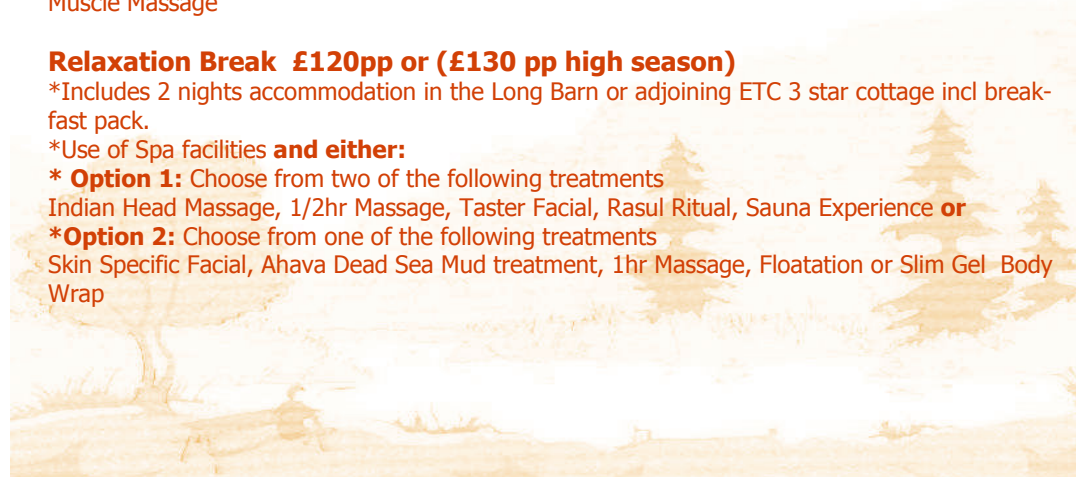 Muscle Massage
Relaxation Break £120pp or (£130 pp high season)
*Includes 2 nights accommodation in the Long Barn or adjoining ETC 3 star cottage incl break-
fast pack.
*Use of Spa facilities and either:
* Option 1: Choose from two of the following treatments
Indian Head Massage, 1/2hr Massage, Taster Facial, Rasul Ritual, Sauna Experience or
*Option 2: Choose from one of the following treatments
Skin Specific Facial, Ahava Dead Sea Mud treatment, 1hr Massage, Floatation or Slim Gel Body
Wrap